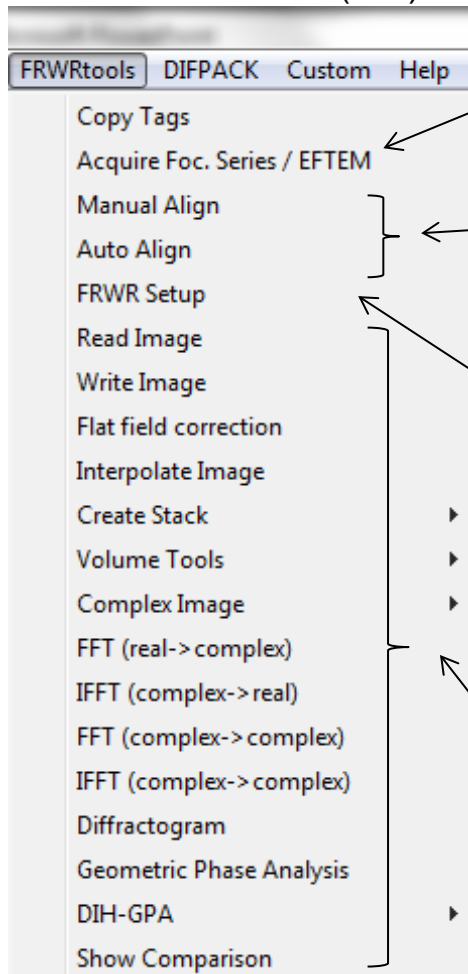 FRWRtools DIFPACK Custom Help
Copy Tags
Acquire Foc. Series / EFTEM
Manual Align
Auto Align
FRWR Setup
Read Image
Write Image
Flat field correction
Interpolate Image
Create Stack
Volume Tools
Complex Image
FFT (real->complex)
IFFT (complex->real)
FFT (complex->complex)
IFFT (complex->complex)
Diffractogram
Geometric Phase Analysis
DIH-GPA
Show Comparison